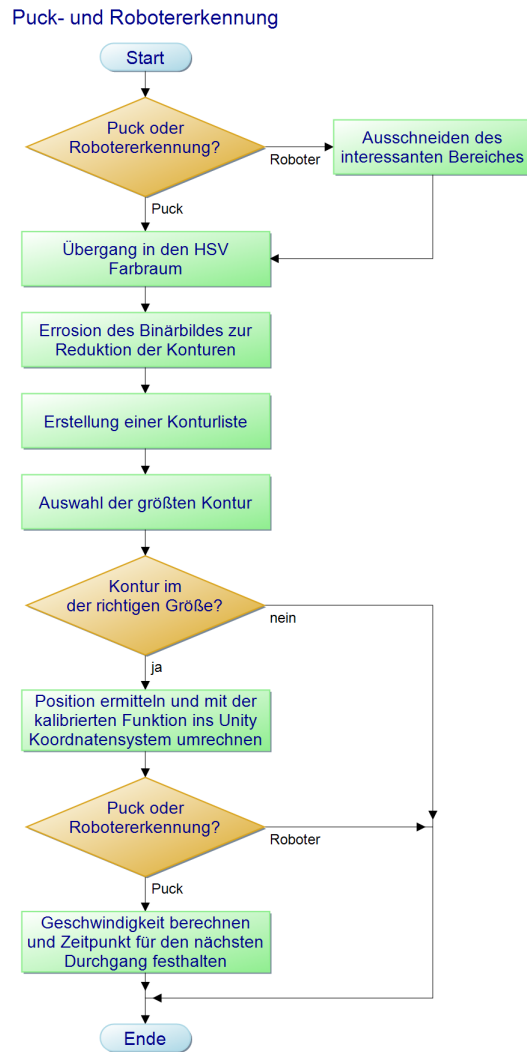 Puck- und Robotererkennung
Start
Puck oder
Robotererkennung?
Roboter
Ausschneiden des
interessanten Bereiches
Puck
Übergang in den HSV
Farbraum
Errosion des Binärbildes zur
Reduktion der Konturen
Erstellung einer Konturliste
Auswahl der größten Kontur
Kontur im
der richtigen Größe?
nein
ja
Position ermitteln und mit der
kalibrierten Funktion ins Unity
Koordnatensystem umrechnen
Puck oder
Robotererkennung?
Roboter
Puck
Geschwindigkeit berechnen
und Zeitpunkt für den nächsten
Durchgang festhalten
Ende